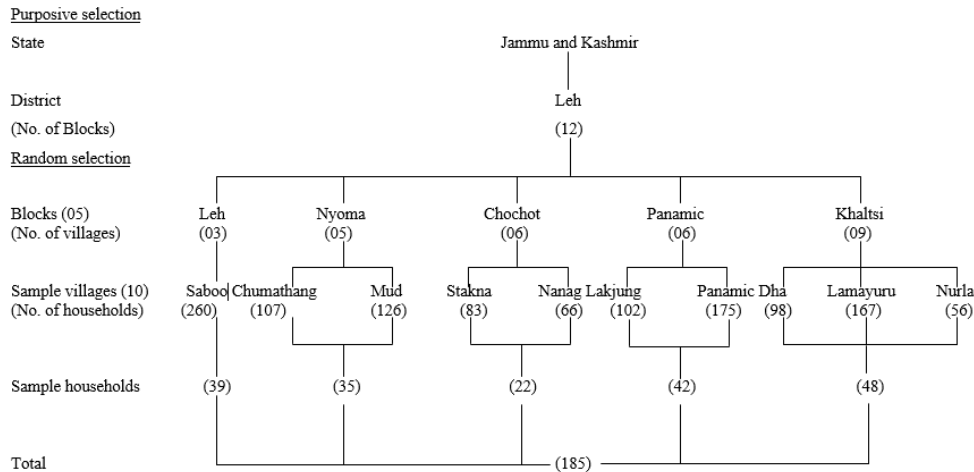 Purposive selection
State Jammu and Kashmir
District Leh
(No. of Blocks) (12)
Random selection
Blocks (05) Leh Nyoma Chochot Panamic Khaltsi
(No. of villages) (03) (05) (06) (06) (09)
Sample villages (10) Saboo Chumathang Mud Stakna Nanag Lakjung Panamic Dha Lamayuru Nurla
(No. of households) (260) (107) (126) (83) (66) (102) (175) (98) (167) (56)
Sample households (39) (35) (22) (42) (48)
Total (185)